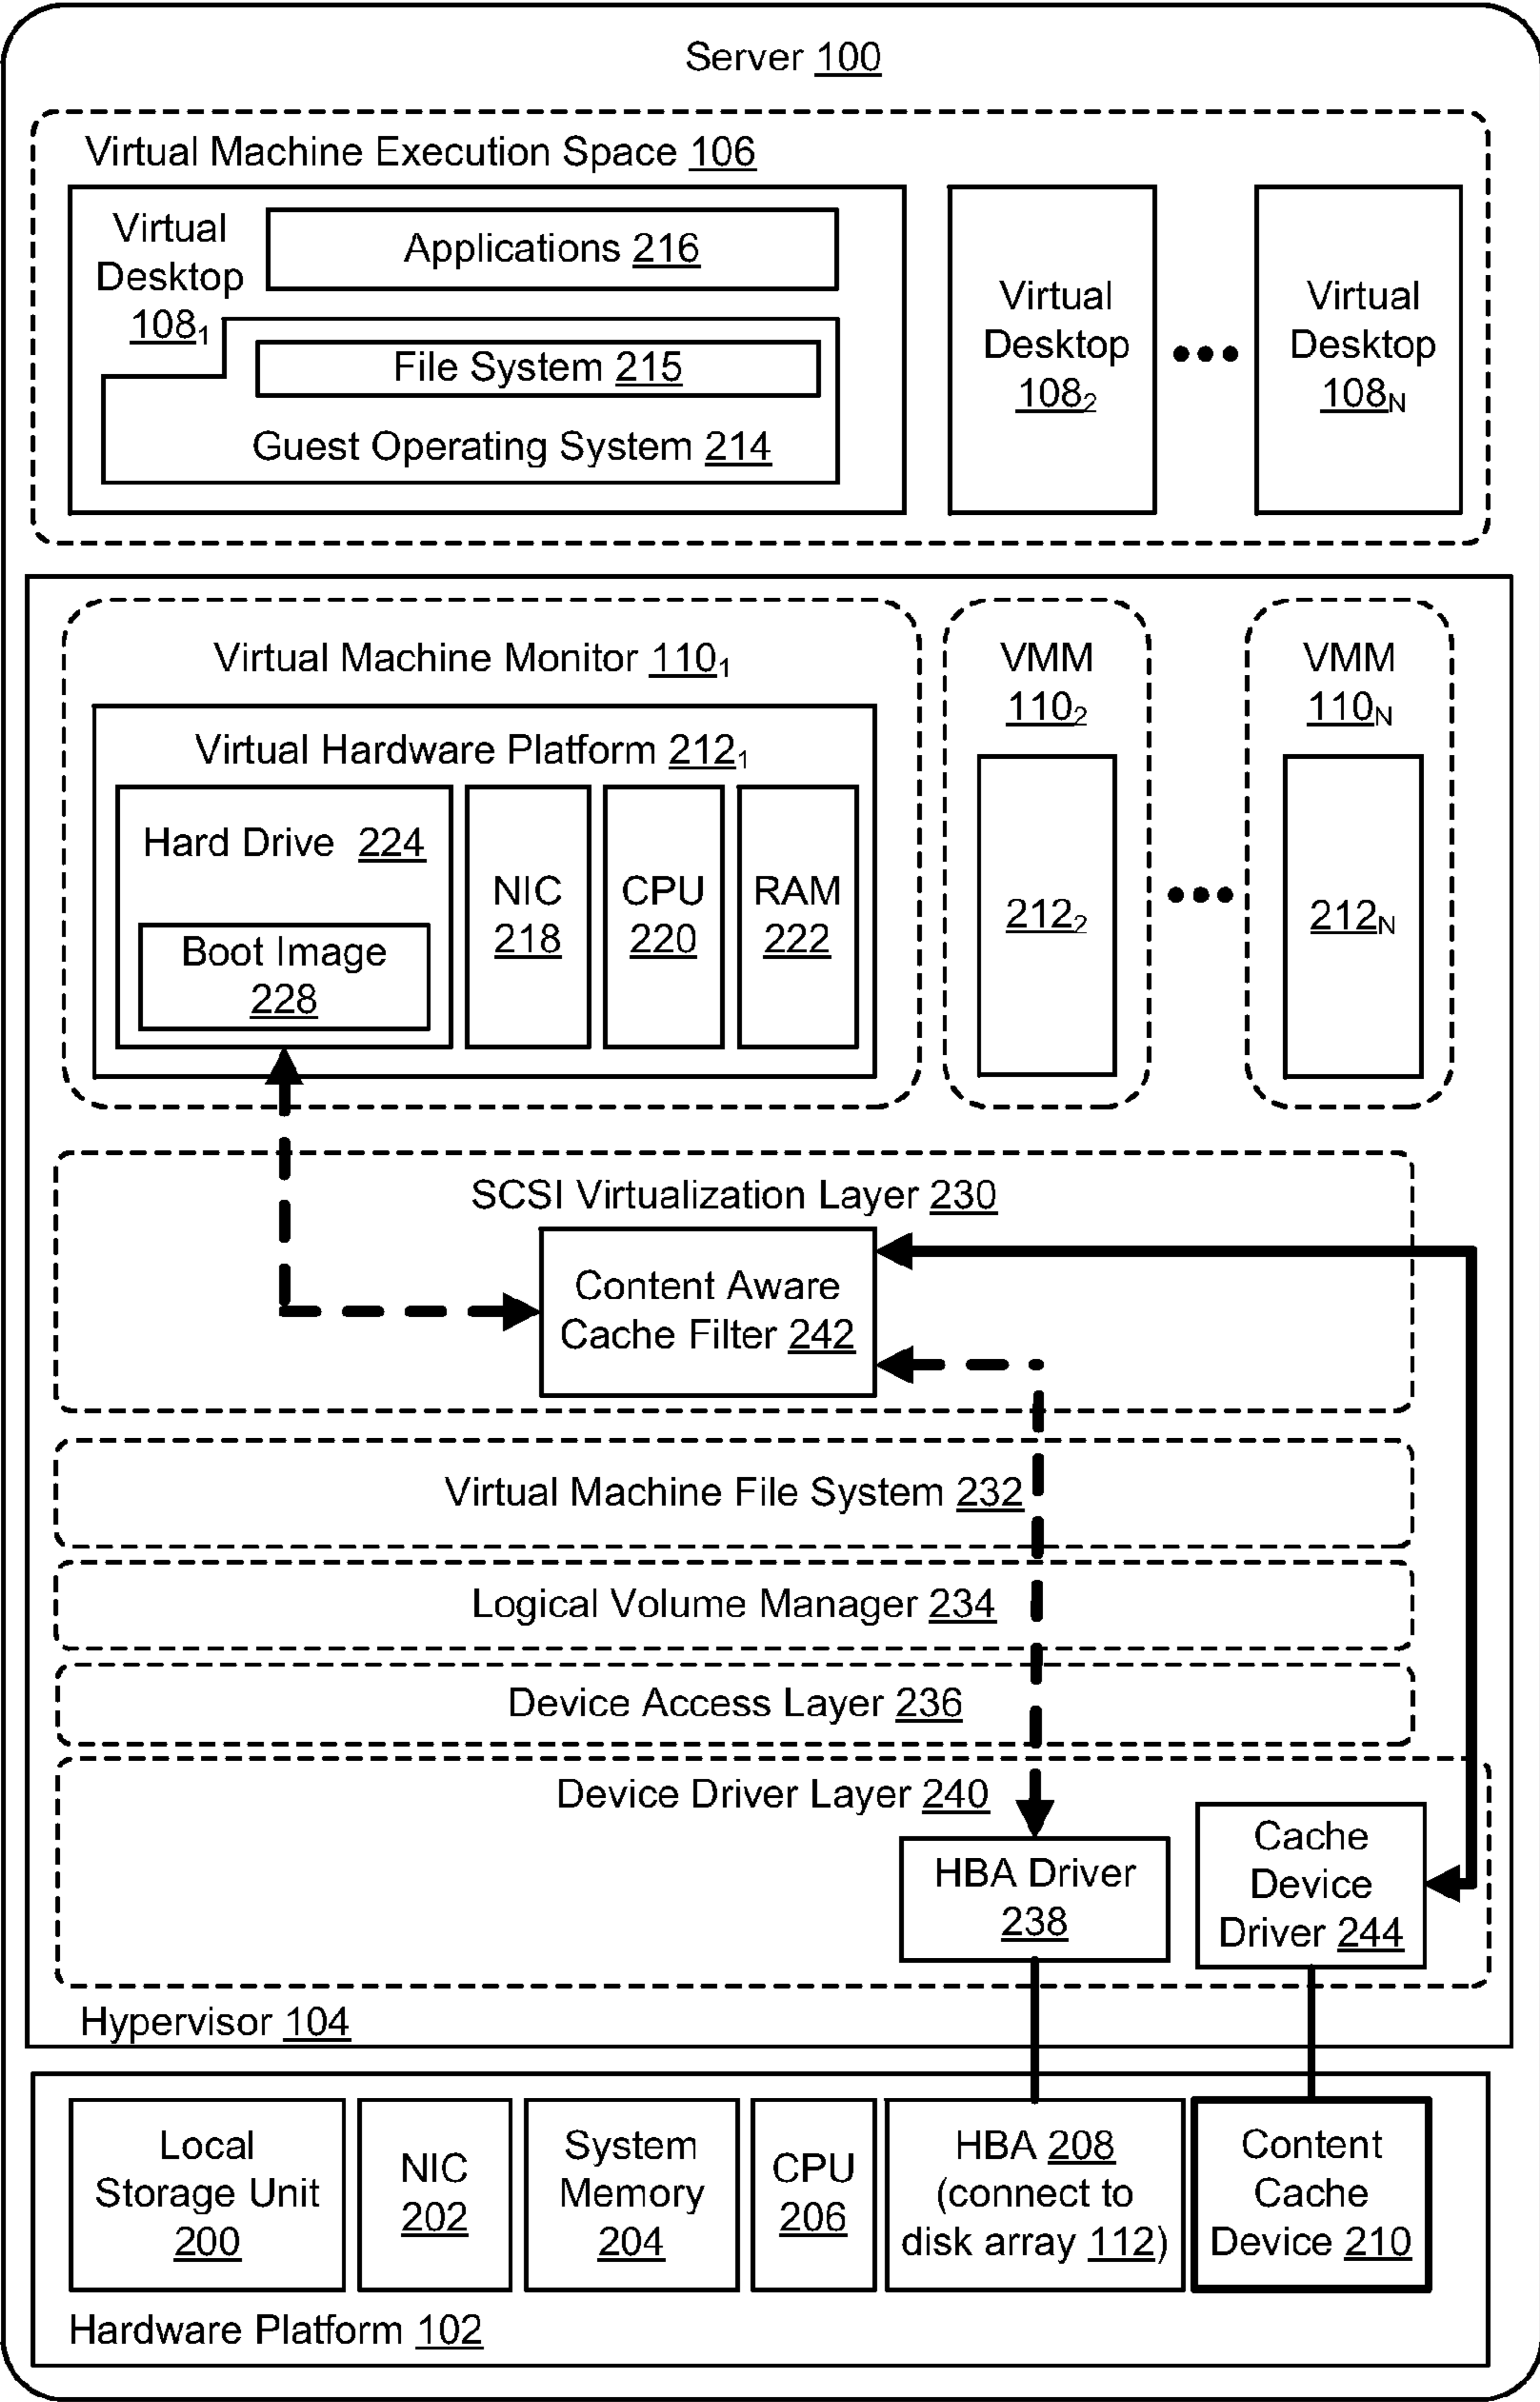 Server 100
Virtual Machine Execution Space 106
Virtual
Desktop
108₁
Applications 216
File System 215
Guest Operating System 214
Virtual
Desktop
108₂
Virtual
Desktop
108N
Virtual Machine Monitor 110₁
Virtual Hardware Platform 212₁
Hard Drive 224
Boot Image
228
NIC
218
CPU
220
RAM
222
VMM
110₂
212₂
VMM
110N
212N
SCSI Virtualization Layer 230
Content Aware
Cache Filter 242
Virtual Machine File System 232
Logical Volume Manager 234
Device Access Layer 236
Device Driver Layer 240
HBA Driver
238
Cache
Device
Driver 244
Hypervisor 104
Local
Storage Unit
200
NIC
202
System
Memory
204
CPU
206
HBA 208
(connect to
disk array 112)
Content
Cache
Device 210
Hardware Platform 102